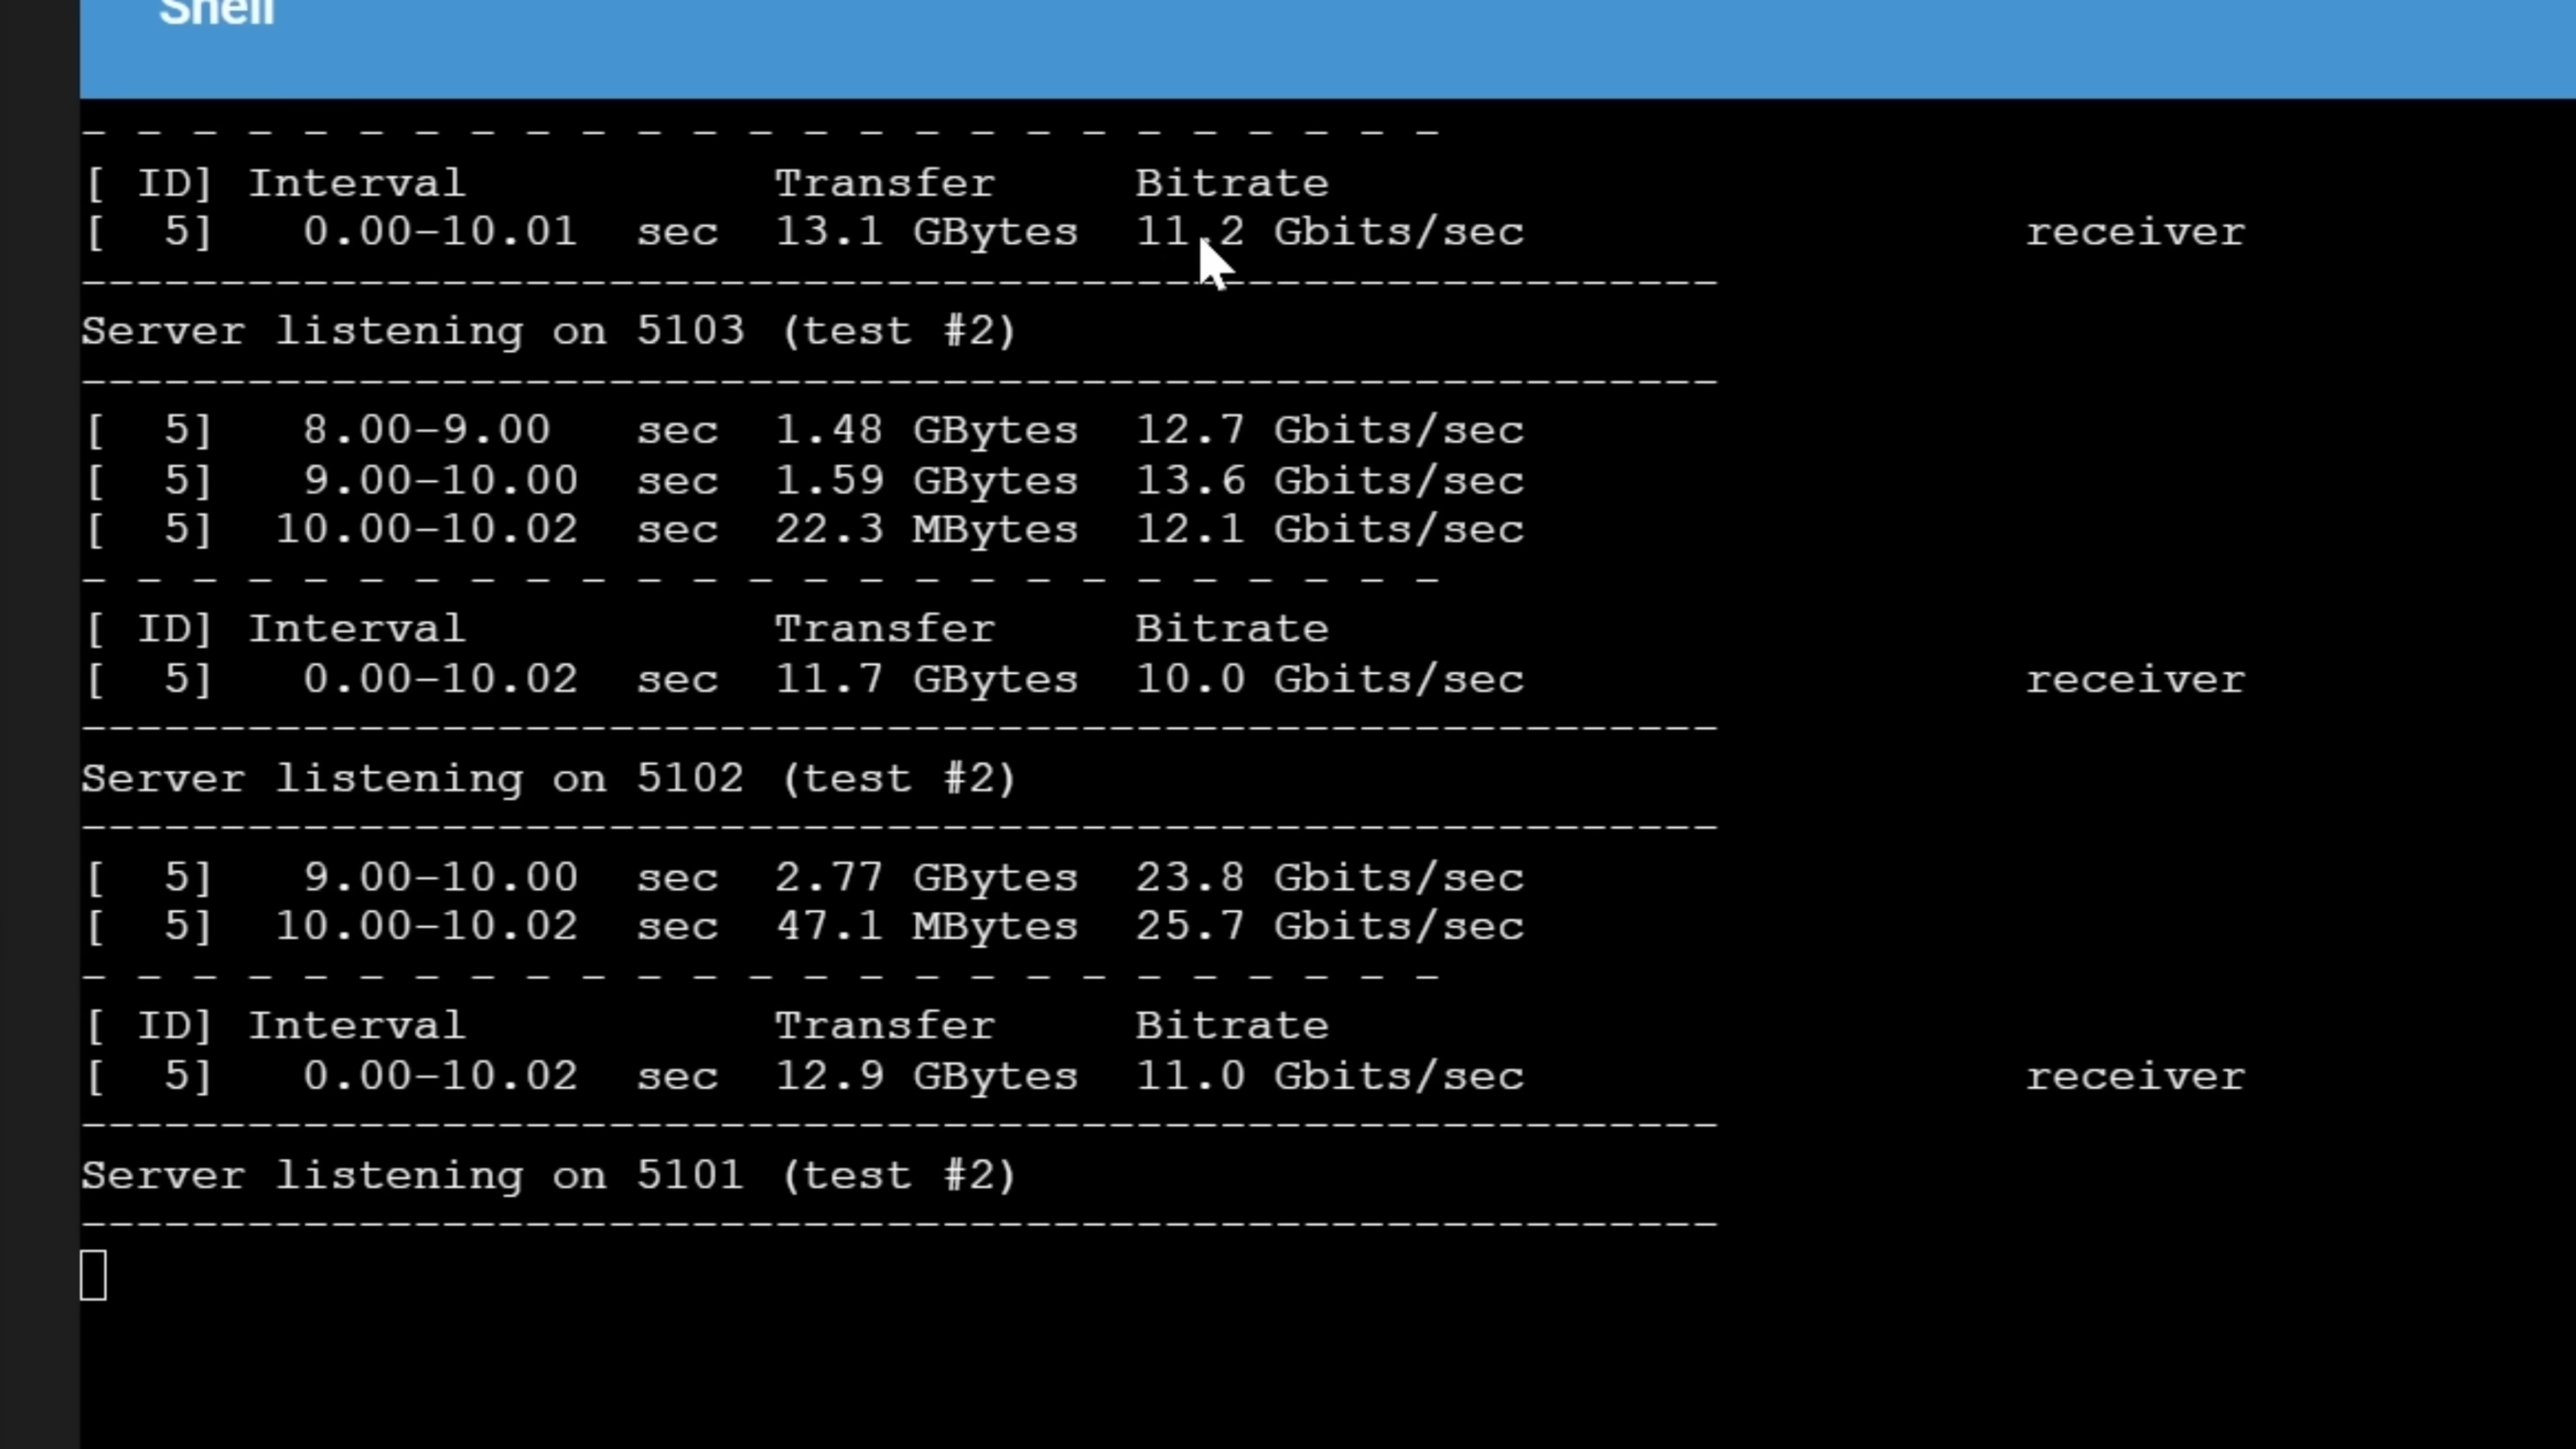 Shell
- - - - - - - - - - - - - - - - - - - - - - - - -
[ ID] Interval           Transfer     Bitrate
[  5]   0.00-10.01  sec  13.1 GBytes  11.2 Gbits/sec                  receiver
-----------------------------------------------------------
Server listening on 5103 (test #2)
-----------------------------------------------------------
[  5]   8.00-9.00   sec  1.48 GBytes  12.7 Gbits/sec
[  5]   9.00-10.00  sec  1.59 GBytes  13.6 Gbits/sec
[  5]  10.00-10.02  sec  22.3 MBytes  12.1 Gbits/sec
- - - - - - - - - - - - - - - - - - - - - - - - -
[ ID] Interval           Transfer     Bitrate
[  5]   0.00-10.02  sec  11.7 GBytes  10.0 Gbits/sec                  receiver
-----------------------------------------------------------
Server listening on 5102 (test #2)
-----------------------------------------------------------
[  5]   9.00-10.00  sec  2.77 GBytes  23.8 Gbits/sec
[  5]  10.00-10.02  sec  47.1 MBytes  25.7 Gbits/sec
- - - - - - - - - - - - - - - - - - - - - - - - -
[ ID] Interval           Transfer     Bitrate
[  5]   0.00-10.02  sec  12.9 GBytes  11.0 Gbits/sec                  receiver
-----------------------------------------------------------
Server listening on 5101 (test #2)
-----------------------------------------------------------